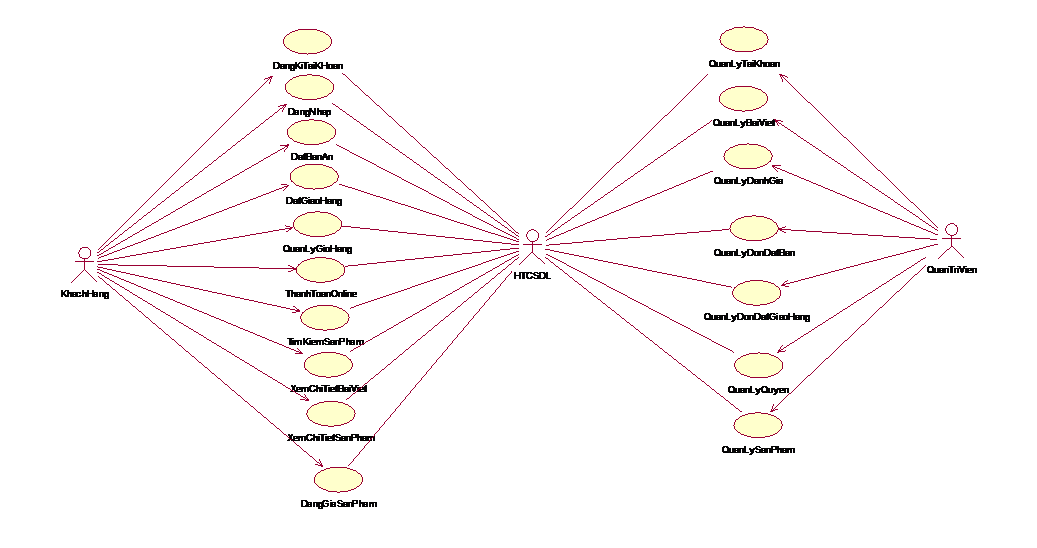 DangKiTaiKHoan
DangNhap
DatBanAn
DatGiaoHang
QuanLyGioHang
ThanhToanOnline
TimKiemSanPham
XemChiTietBaiViet
XemChiTietSanPham
DangGiaSanPham
KhachHang
HTCSDL
QuanLyTaiKhoan
QuanLyBaiViet
QuanLyDanhGia
QuanLyDonDatBan
QuanLyDonDatGiaoHang
QuanLyQuyen
QuanLySanPham
QuanTriVien